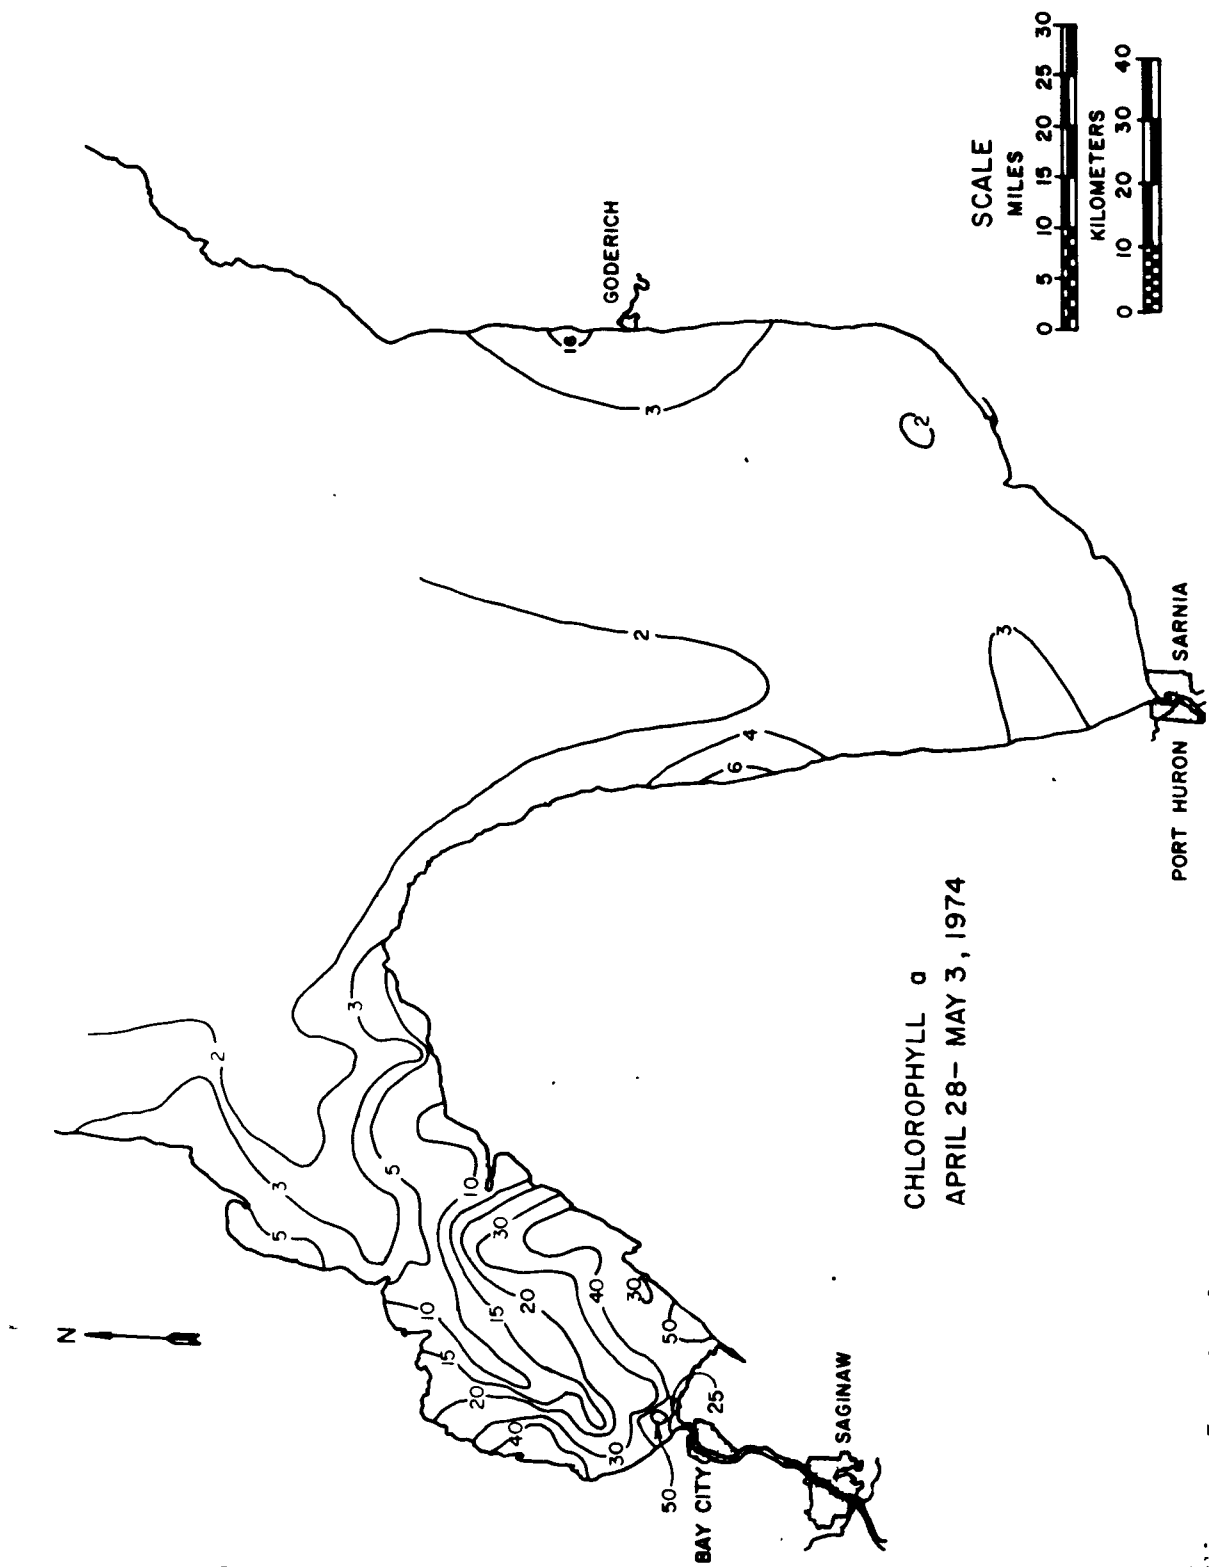 N
GODERICH
SCALE
MILES
0 5 10 15 20 25 30
KILOMETERS
0 10 20 30 40
16
3
2
2
3
4
6
SARNIA
PORT HURON
CHLOROPHYLL a
APRIL 28 – MAY 3, 1974
2
3
3
5
5
10
10
15
15
20
20
30
30
30
40
40
50
50
25
BAY CITY
SAGINAW